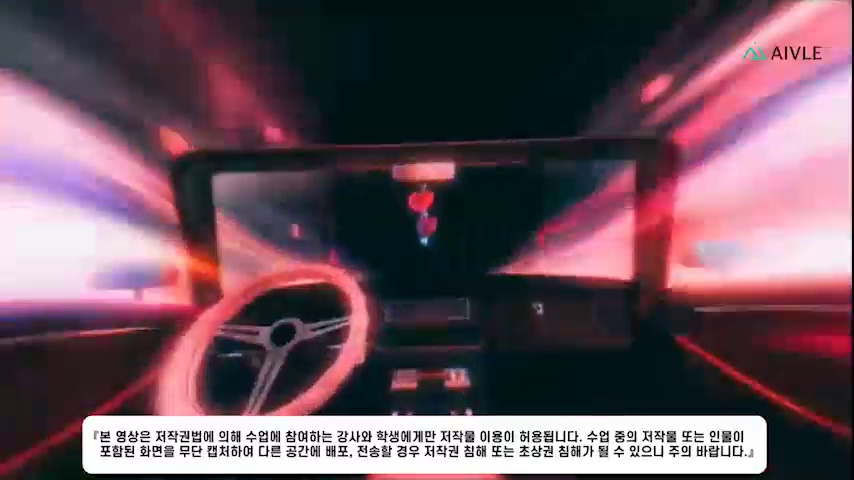 AIVLE
『본 영상은 저작권법에 의해 수업에 참여하는 강사와 학생에게만 저작물 이용이 허용됩니다. 수업 중의 저작물 또는 인물이
포함된 화면을 무단 캡처하여 다른 공간에 배포, 전송할 경우 저작권 침해 또는 초상권 침해가 될 수 있으니 주의 바랍니다.』